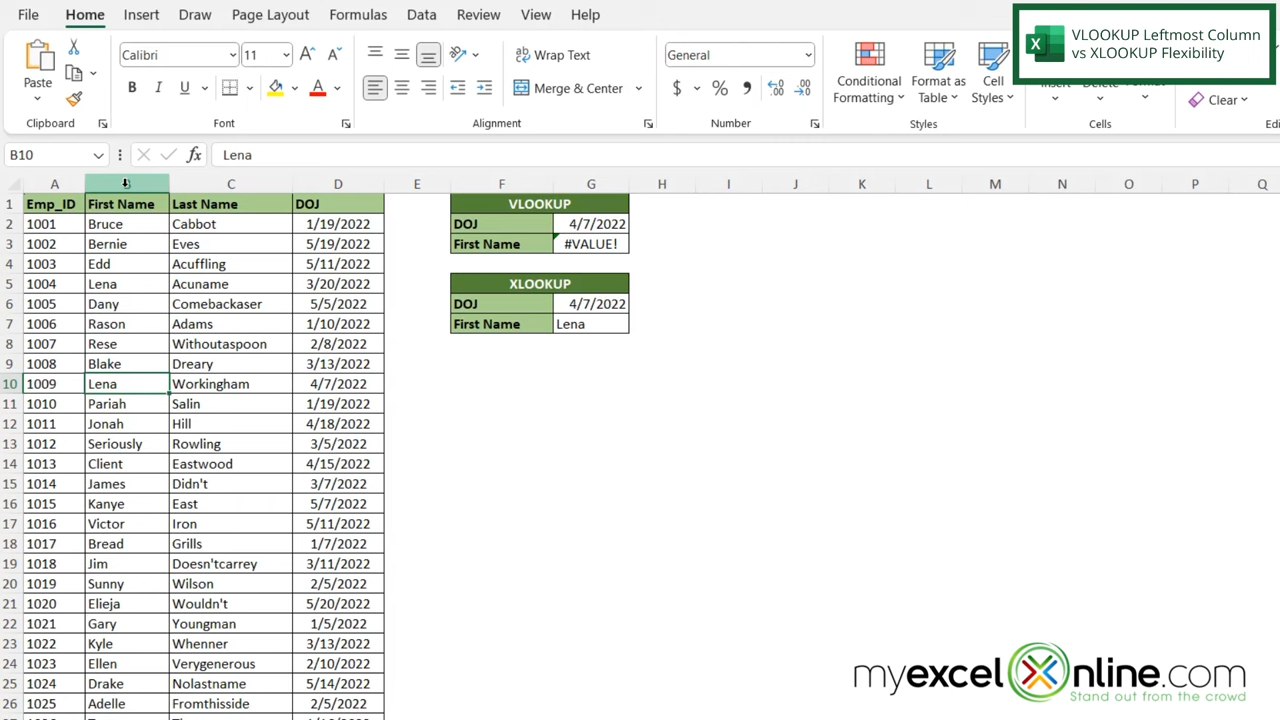 File Home Insert Draw Page Layout Formulas Data Review View Help
VLOOKUP Leftmost Column
vs XLOOKUP Flexibility
Paste Calibri 11 Wrap Text General Conditional Format as Cell
B I U Merge & Center $ % Formatting Table Styles Clear
Clipboard Font Alignment Number Styles Cells
B10 fx Lena
A C D E F G H I J K L M N O P Q
1 Emp_ID First Name Last Name DOJ VLOOKUP
2 1001 Bruce Cabbot 1/19/2022 DOJ 4/7/2022
3 1002 Bernie Eves 5/19/2022 First Name #VALUE!
4 1003 Edd Acuffling 5/11/2022
5 1004 Lena Acuname 3/20/2022 XLOOKUP
6 1005 Dany Comebackaser 5/5/2022 DOJ 4/7/2022
7 1006 Rason Adams 1/10/2022 First Name Lena
8 1007 Rese Withoutaspoon 2/8/2022
9 1008 Blake Dreary 3/13/2022
10 1009 Lena Workingham 4/7/2022
11 1010 Pariah Salin 1/19/2022
12 1011 Jonah Hill 4/18/2022
13 1012 Seriously Rowling 3/5/2022
14 1013 Client Eastwood 4/15/2022
15 1014 James Didn't 3/7/2022
16 1015 Kanye East 5/7/2022
17 1016 Victor Iron 5/11/2022
18 1017 Bread Grills 1/7/2022
19 1018 Jim Doesn'tcarrey 3/11/2022
20 1019 Sunny Wilson 2/5/2022
21 1020 Elieja Wouldn't 5/20/2022
22 1021 Gary Youngman 1/5/2022
23 1022 Kyle Whenner 3/13/2022
24 1023 Ellen Verygenerous 2/10/2022
25 1024 Drake Nolastname 5/14/2022
26 1025 Adelle Fromthisside 2/5/2022
myexcelOnline.com
Stand out from the crowd